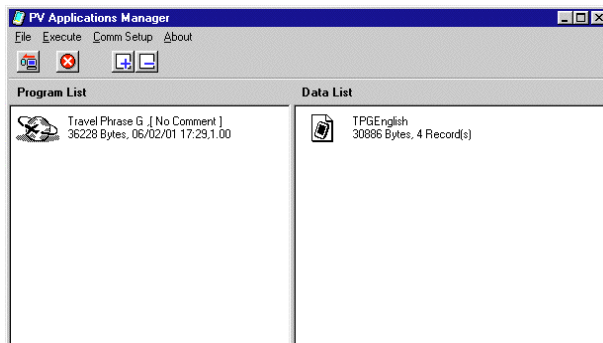 PV Applications Manager
File Execute Comm Setup About
Program List
Travel Phrase G ,[ No Comment ]
36228 Bytes, 06/02/01 17:29,1.00
Data List
TPGEnglish
30886 Bytes, 4 Record(s)